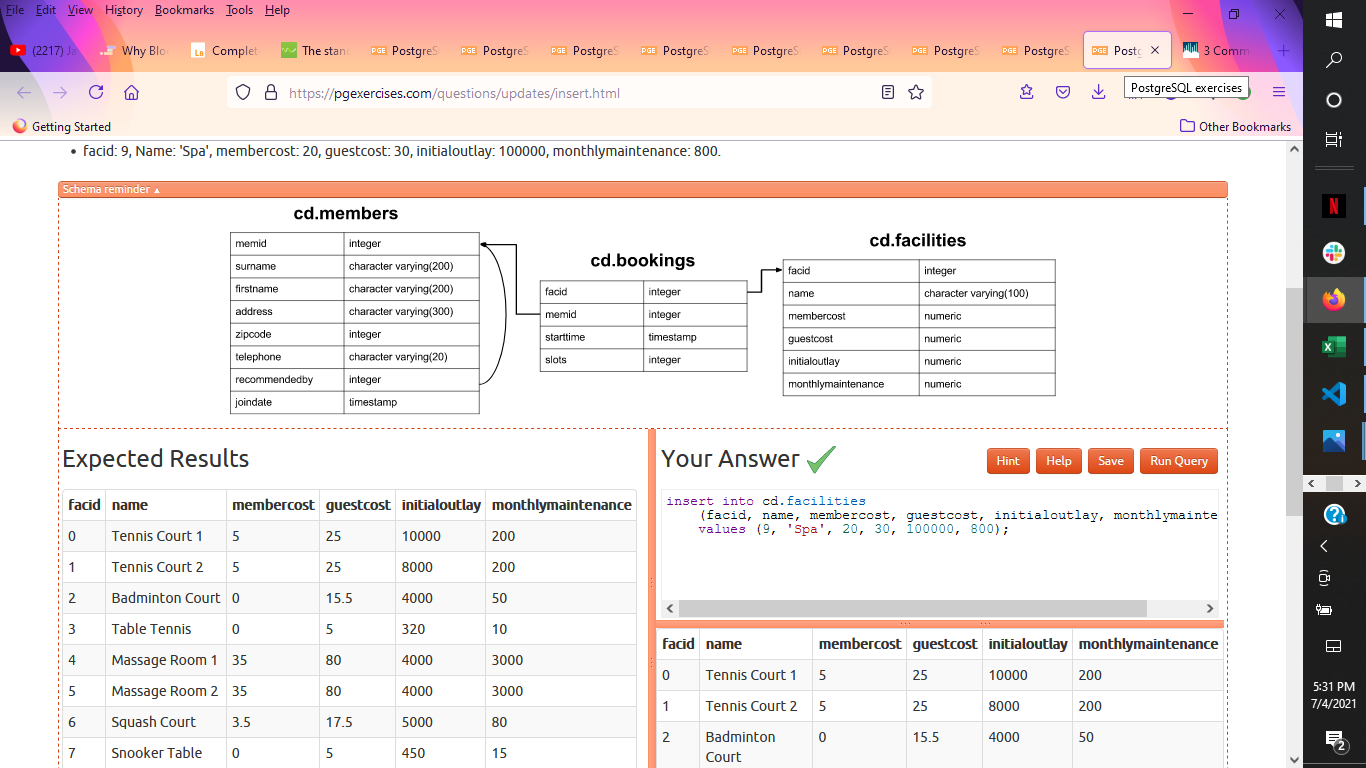 File Edit View History Bookmarks Tools Help
(2217) Ja Why Blo Complet The stan PostgreS PostgreS PostgreS PostgreS PostgreS PostgreS PostgreS PostgreS Postg 3 Comm
https://pgexercises.com/questions/updates/insert.html
PostgreSQL exercises
Getting Started
Other Bookmarks
• facid: 9, Name: 'Spa', membercost: 20, guestcost: 30, initialoutlay: 100000, monthlymaintenance: 800.
Schema reminder ▲
cd.members
memid integer
surname character varying(200)
firstname character varying(200)
address character varying(300)
zipcode integer
telephone character varying(20)
recommendedby integer
joindate timestamp
cd.bookings
facid integer
memid integer
starttime timestamp
slots integer
cd.facilities
facid integer
name character varying(100)
membercost numeric
guestcost numeric
initialoutlay numeric
monthlymaintenance numeric
Expected Results
facid name membercost guestcost initialoutlay monthlymaintenance
0 Tennis Court 1 5 25 10000 200
1 Tennis Court 2 5 25 8000 200
2 Badminton Court 0 15.5 4000 50
3 Table Tennis 0 5 320 10
4 Massage Room 1 35 80 4000 3000
5 Massage Room 2 35 80 4000 3000
6 Squash Court 3.5 17.5 5000 80
7 Snooker Table 0 5 450 15
Your Answer
Hint Help Save Run Query
insert into cd.facilities
(facid, name, membercost, guestcost, initialoutlay, monthlymainte
values (9, 'Spa', 20, 30, 100000, 800);
facid name membercost guestcost initialoutlay monthlymaintenance
0 Tennis Court 1 5 25 10000 200
1 Tennis Court 2 5 25 8000 200
2 Badminton Court 0 15.5 4000 50
5:31 PM
7/4/2021
2